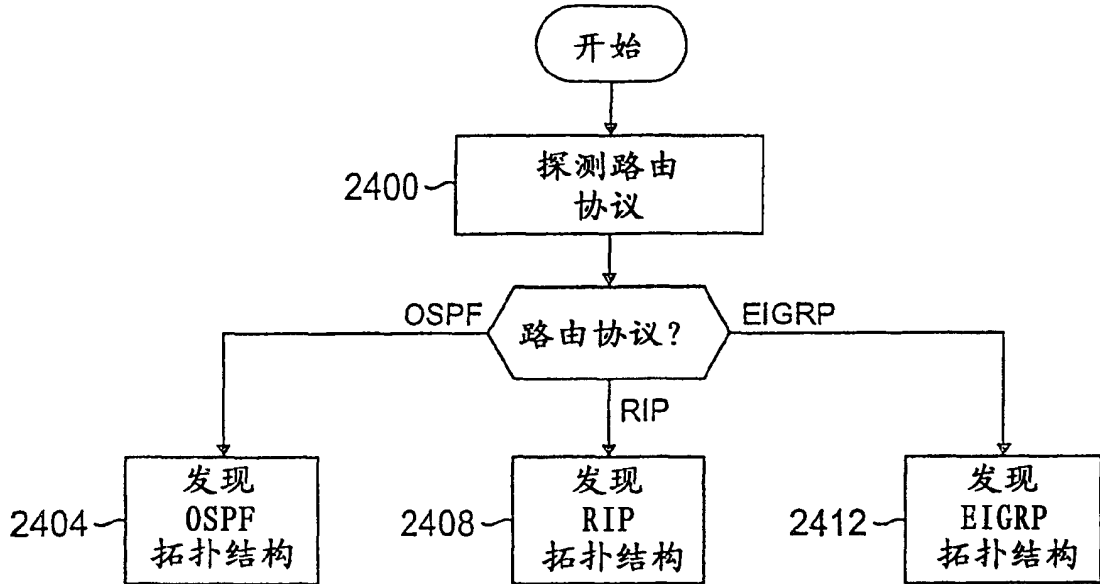 开始
2400
探测路由
协议
OSPF
路由协议?
EIGRP
RIP
2404
发现
OSPF
拓扑结构
2408
发现
RIP
拓扑结构
2412
发现
EIGRP
拓扑结构